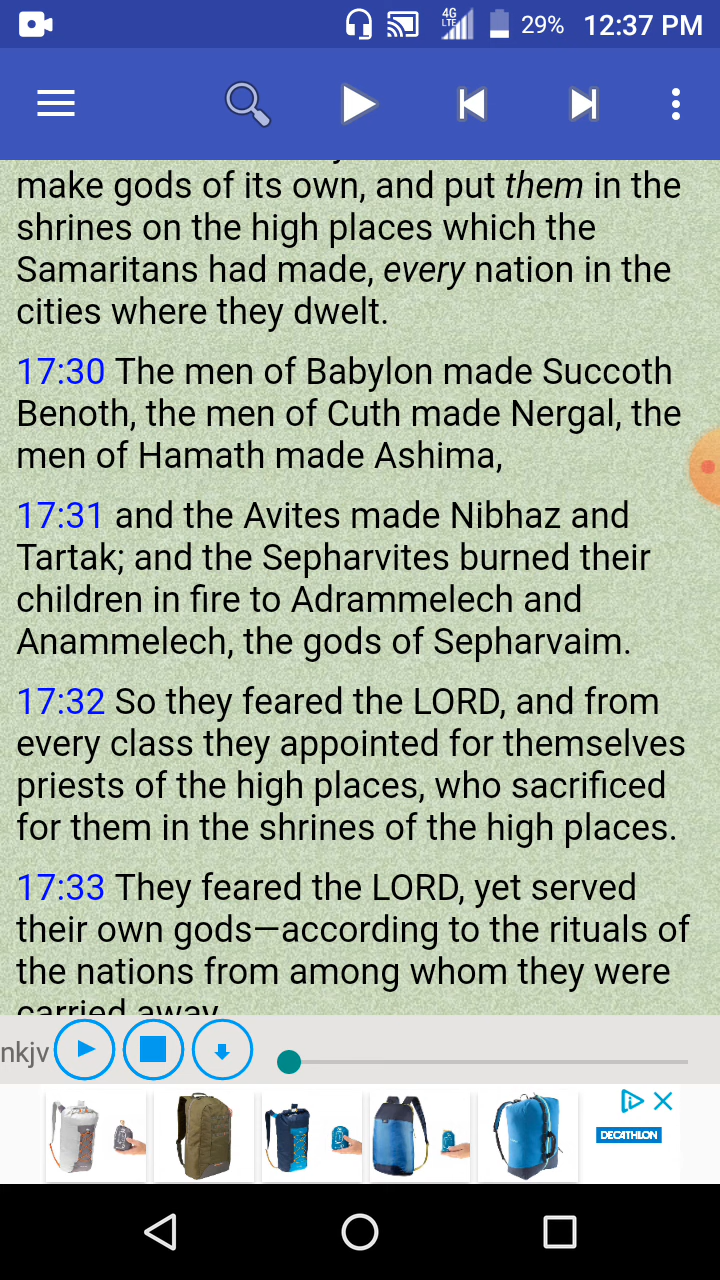 4G
LTE
29% 12:37 PM
make gods of its own, and put them in the
shrines on the high places which the
Samaritans had made, every nation in the
cities where they dwelt.
17:30 The men of Babylon made Succoth
Benoth, the men of Cuth made Nergal, the
men of Hamath made Ashima,
17:31 and the Avites made Nibhaz and
Tartak; and the Sepharvites burned their
children in fire to Adrammelech and
Anammelech, the gods of Sepharvaim.
17:32 So they feared the LORD, and from
every class they appointed for themselves
priests of the high places, who sacrificed
for them in the shrines of the high places.
17:33 They feared the LORD, yet served
their own gods—according to the rituals of
the nations from among whom they were
carried away.
nkjv
DECATHLON